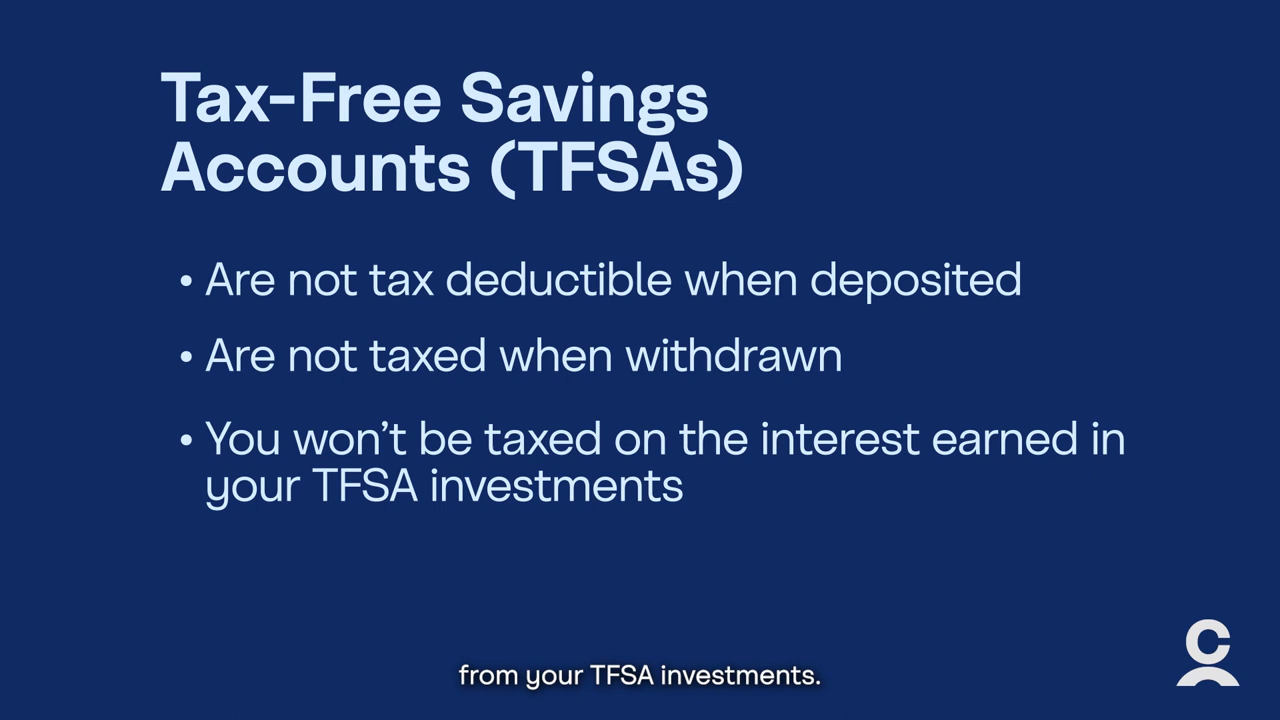 Tax-Free Savings
Accounts (TFSAs)
• Are not tax deductible when deposited
• Are not taxed when withdrawn
• You won’t be taxed on the interest earned in
your TFSA investments
from your TFSA investments.
C